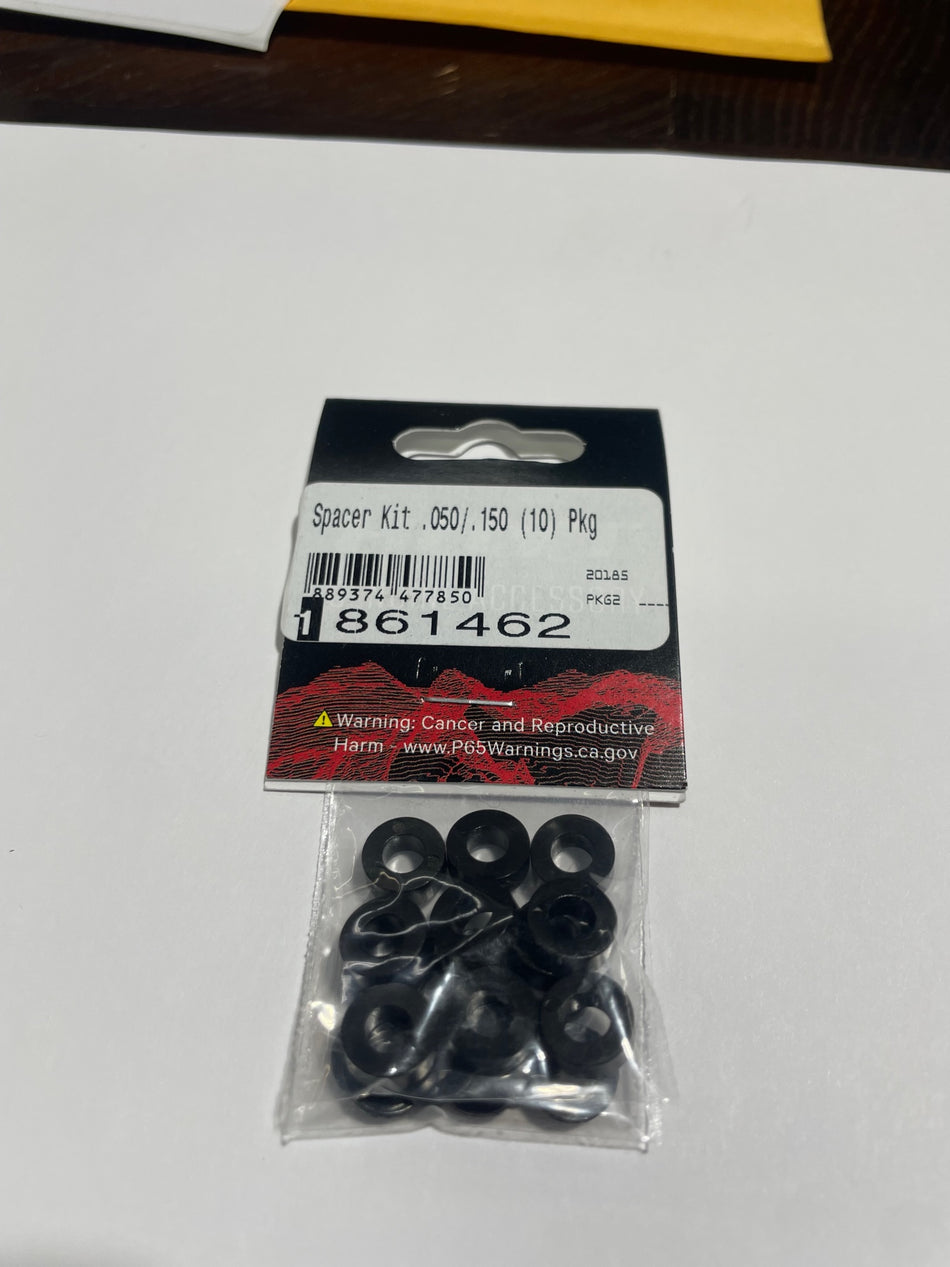 Spacer Kit .050/.150 (10) Pkg
889374 477850
20185
PKG2 ----
ACCESSORY
1 861462
Warning: Cancer and Reproductive
Harm - www.P65Warnings.ca.gov